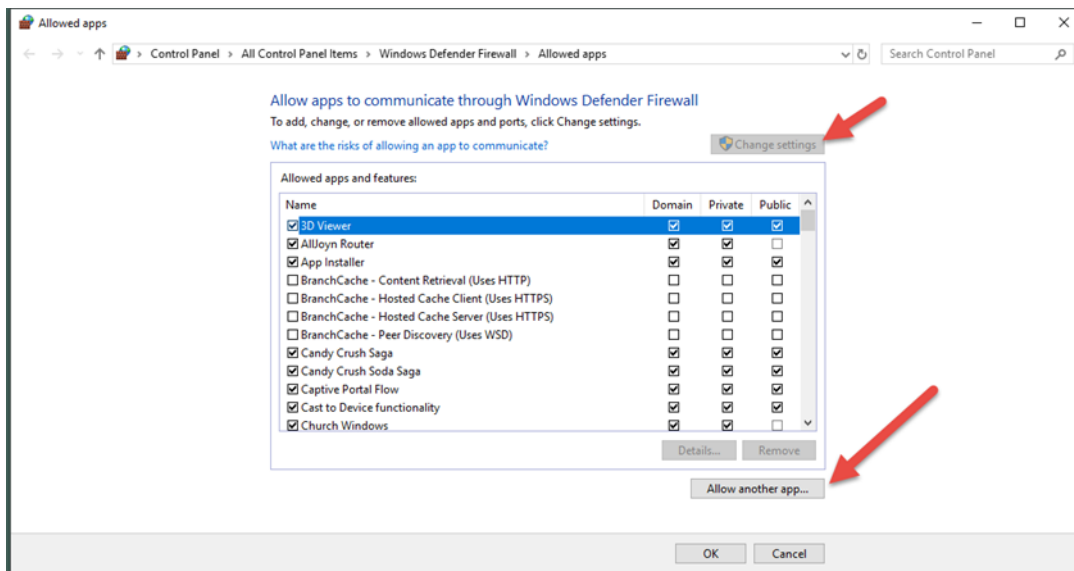 Allowed apps
Control Panel > All Control Panel Items > Windows Defender Firewall > Allowed apps
Search Control Panel
Allow apps to communicate through Windows Defender Firewall
To add, change, or remove allowed apps and ports, click Change settings.
What are the risks of allowing an app to communicate?
Change settings
Allowed apps and features:
Name Domain Private Public
3D Viewer
AllJoyn Router
App Installer
BranchCache - Content Retrieval (Uses HTTP)
BranchCache - Hosted Cache Client (Uses HTTPS)
BranchCache - Hosted Cache Server (Uses HTTPS)
BranchCache - Peer Discovery (Uses WSD)
Candy Crush Saga
Candy Crush Soda Saga
Captive Portal Flow
Cast to Device functionality
Church Windows
Details... Remove
Allow another app...
OK Cancel